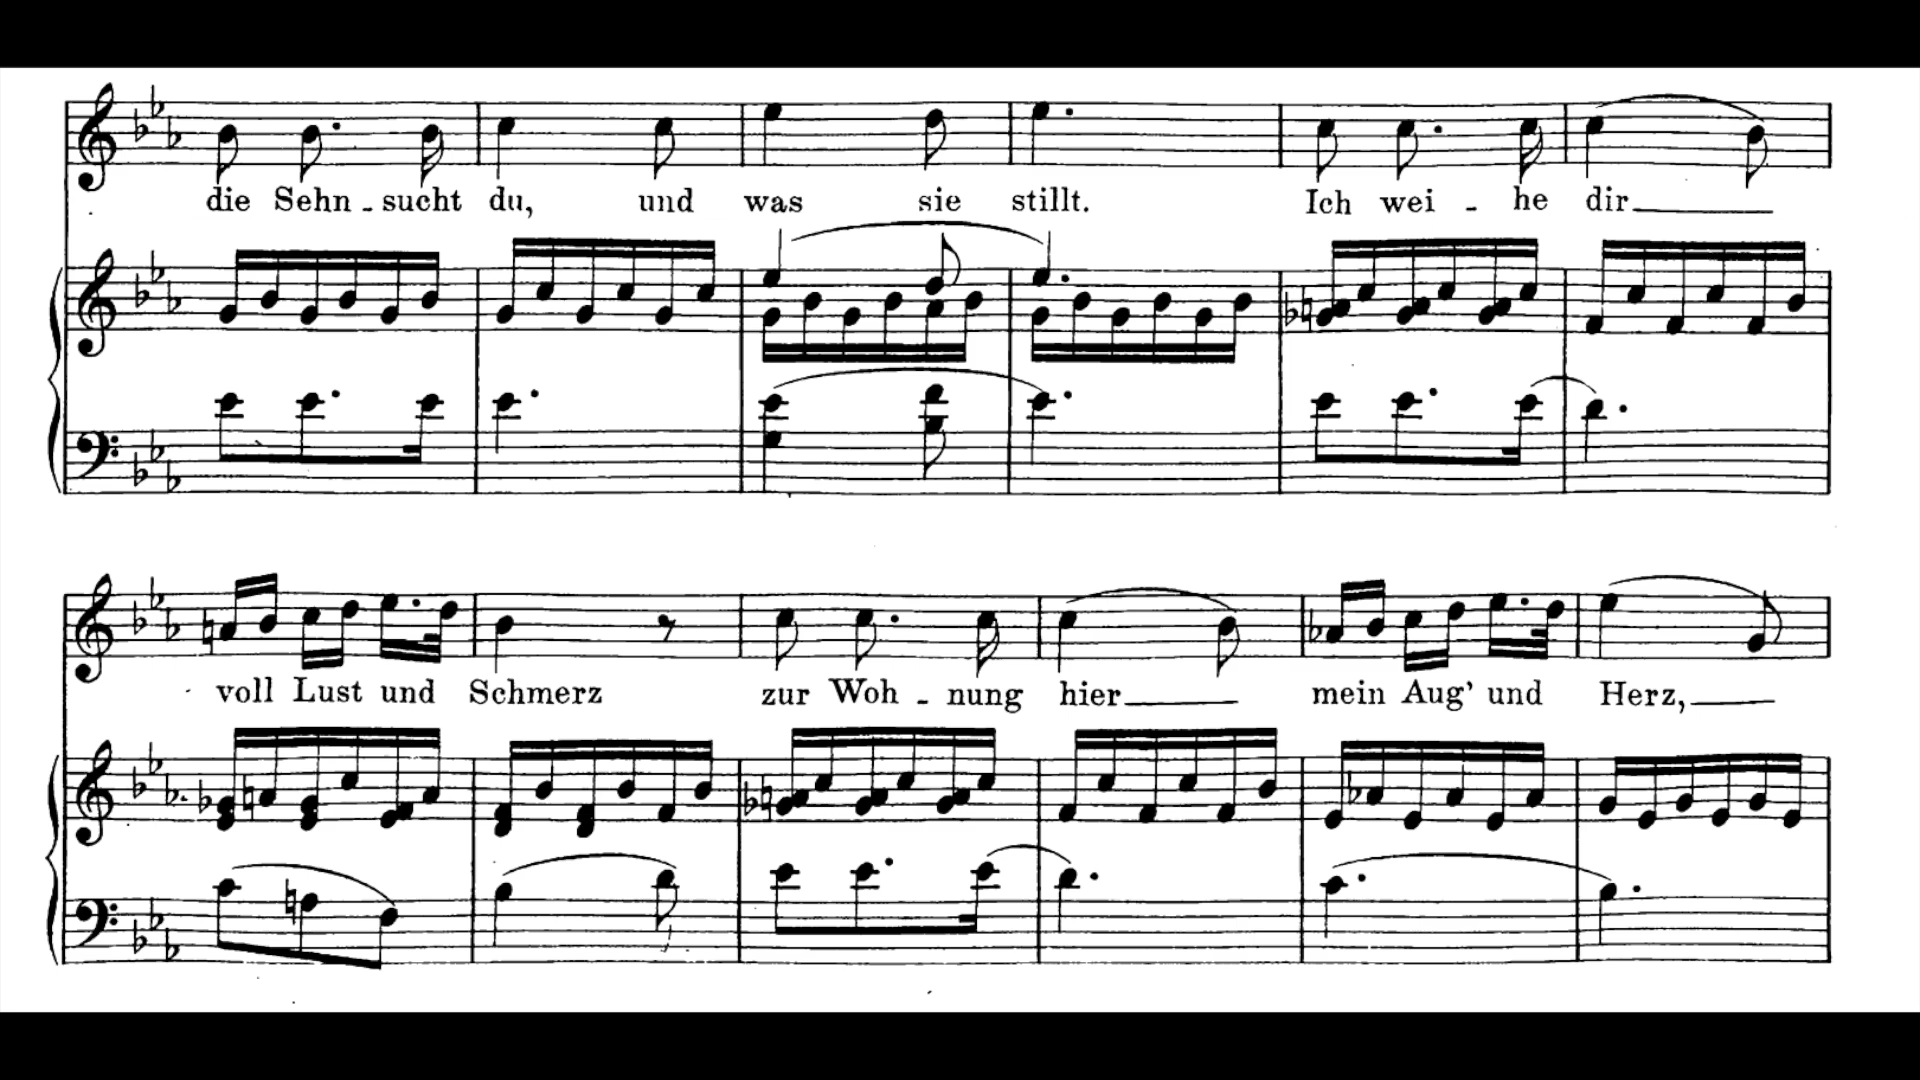 die Sehn - sucht du, und was sie stillt. Ich wei - he dir
voll Lust und Schmerz zur Woh - nung hier mein Aug' und Herz,